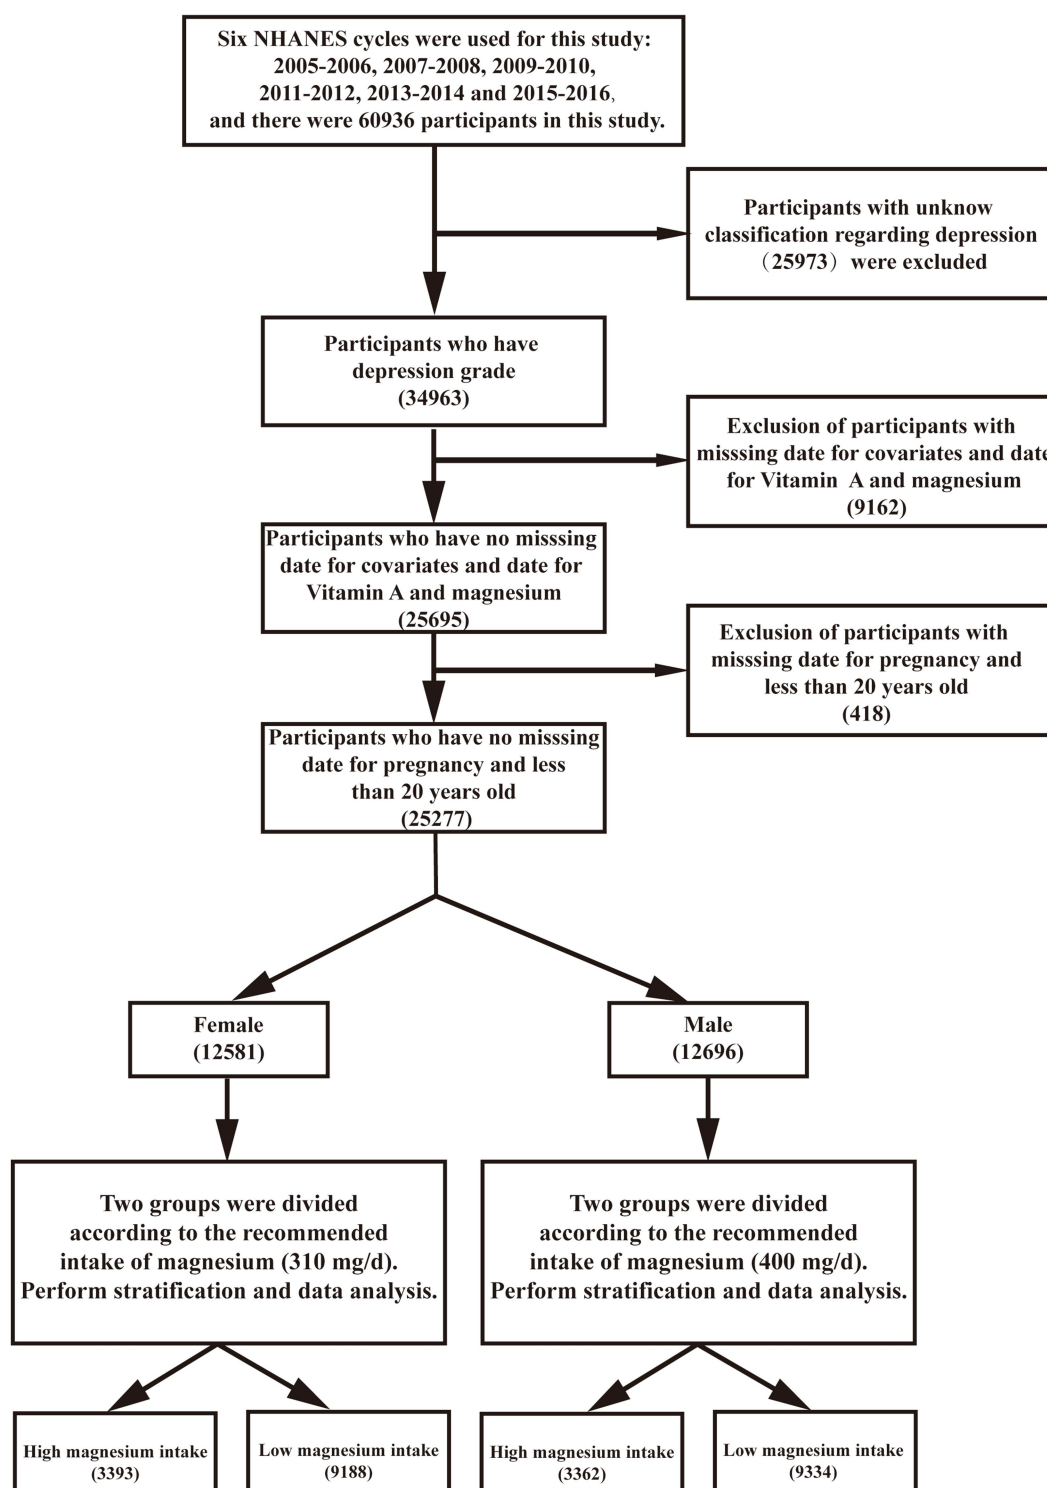 Six NHANES cycles were used for this study:
2005-2006, 2007-2008, 2009-2010,
2011-2012, 2013-2014 and 2015-2016,
and there were 60936 participants in this study.
Participants with unknow
classification regarding depression
（25973）were excluded
Participants who have
depression grade
(34963)
Exclusion of participants with
misssing date for covariates and date
for Vitamin A and magnesium
(9162)
Participants who have no misssing
date for covariates and date for
Vitamin A and magnesium
(25695)
Exclusion of participants with
misssing date for pregnancy and
less than 20 years old
(418)
Participants who have no misssing
date for pregnancy and less
than 20 years old
(25277)
Female
(12581)
Male
(12696)
Two groups were divided
according to the recommended
intake of magnesium (310 mg/d).
Perform stratification and data analysis.
Two groups were divided
according to the recommended
intake of magnesium (400 mg/d).
Perform stratification and data analysis.
High magnesium intake
(3393)
Low magnesium intake
(9188)
High magnesium intake
(3362)
Low magnesium intake
(9334)